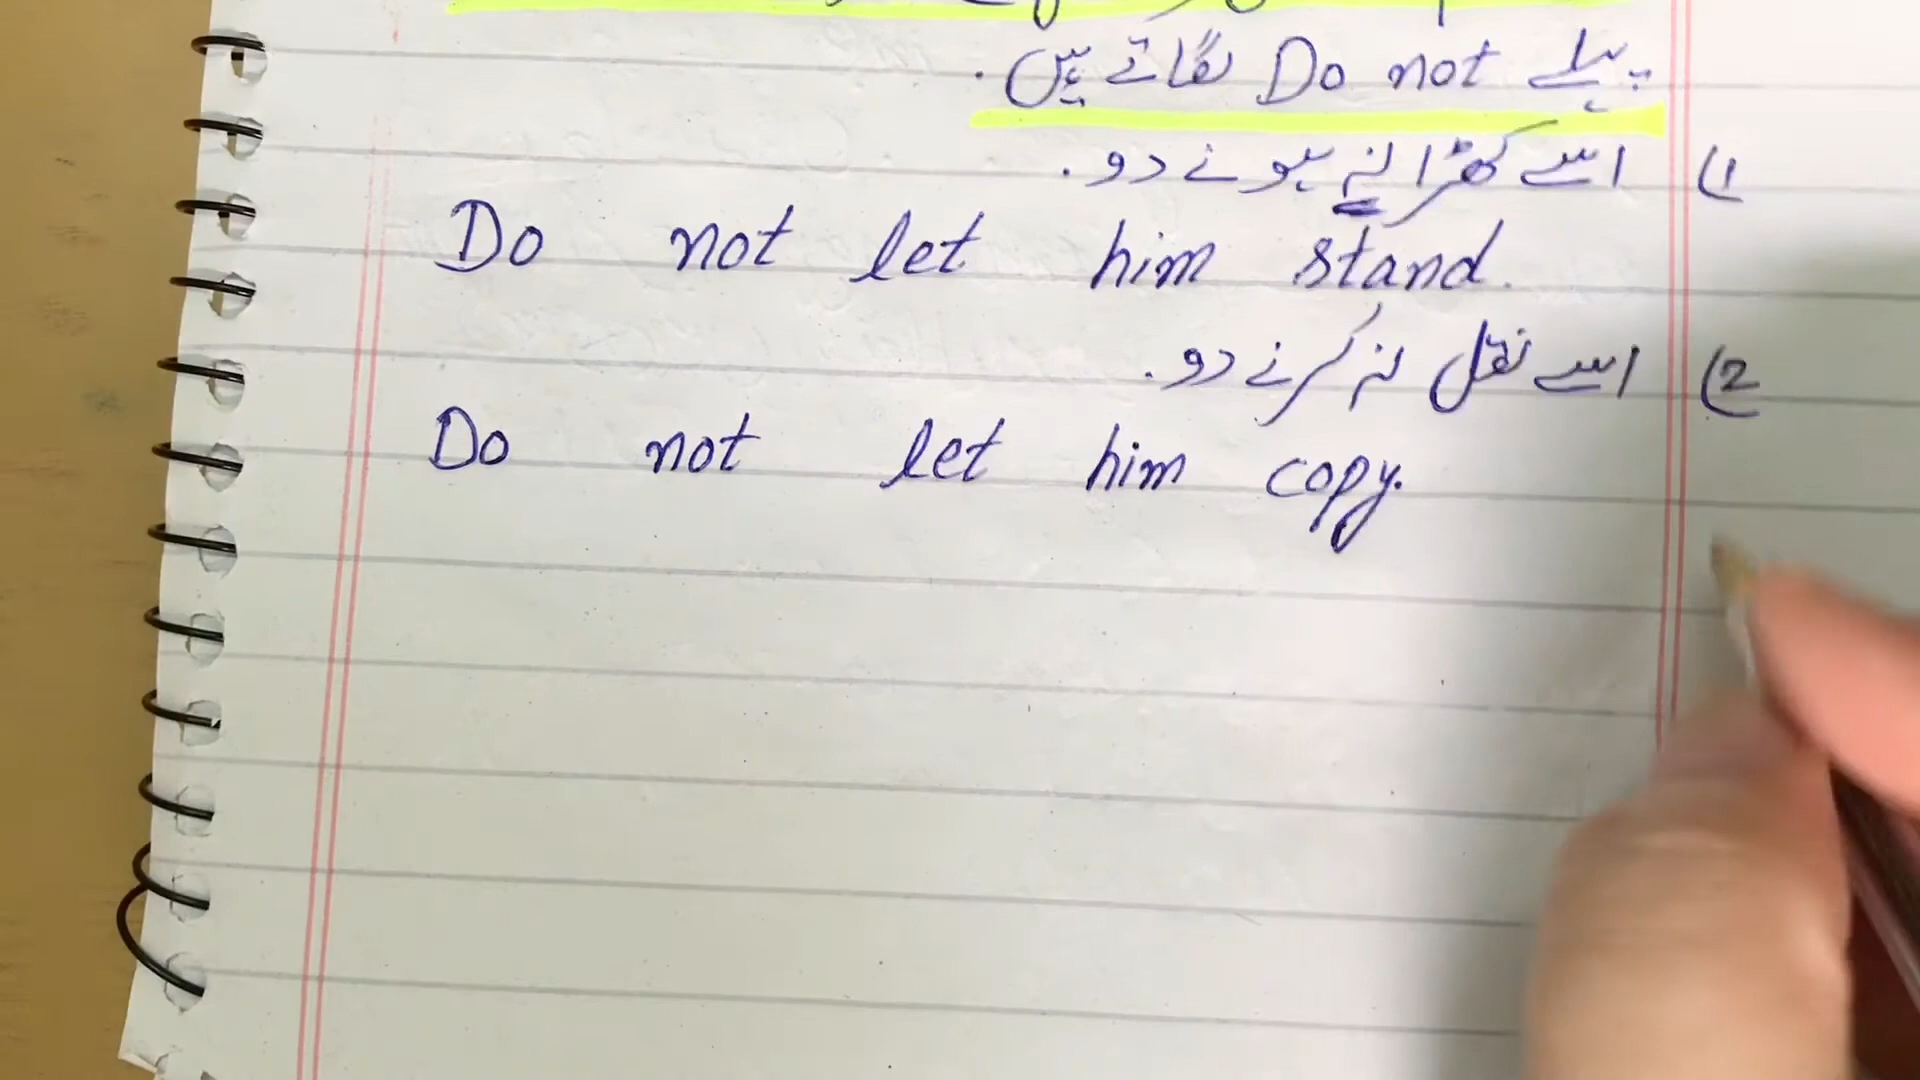 پہلے Do not لگاتے ہیں.
1) اسے کھڑا نہ ہونے دو.
Do not let him stand.
2) اسے نقل نہ کرنے دو.
Do not let him copy.